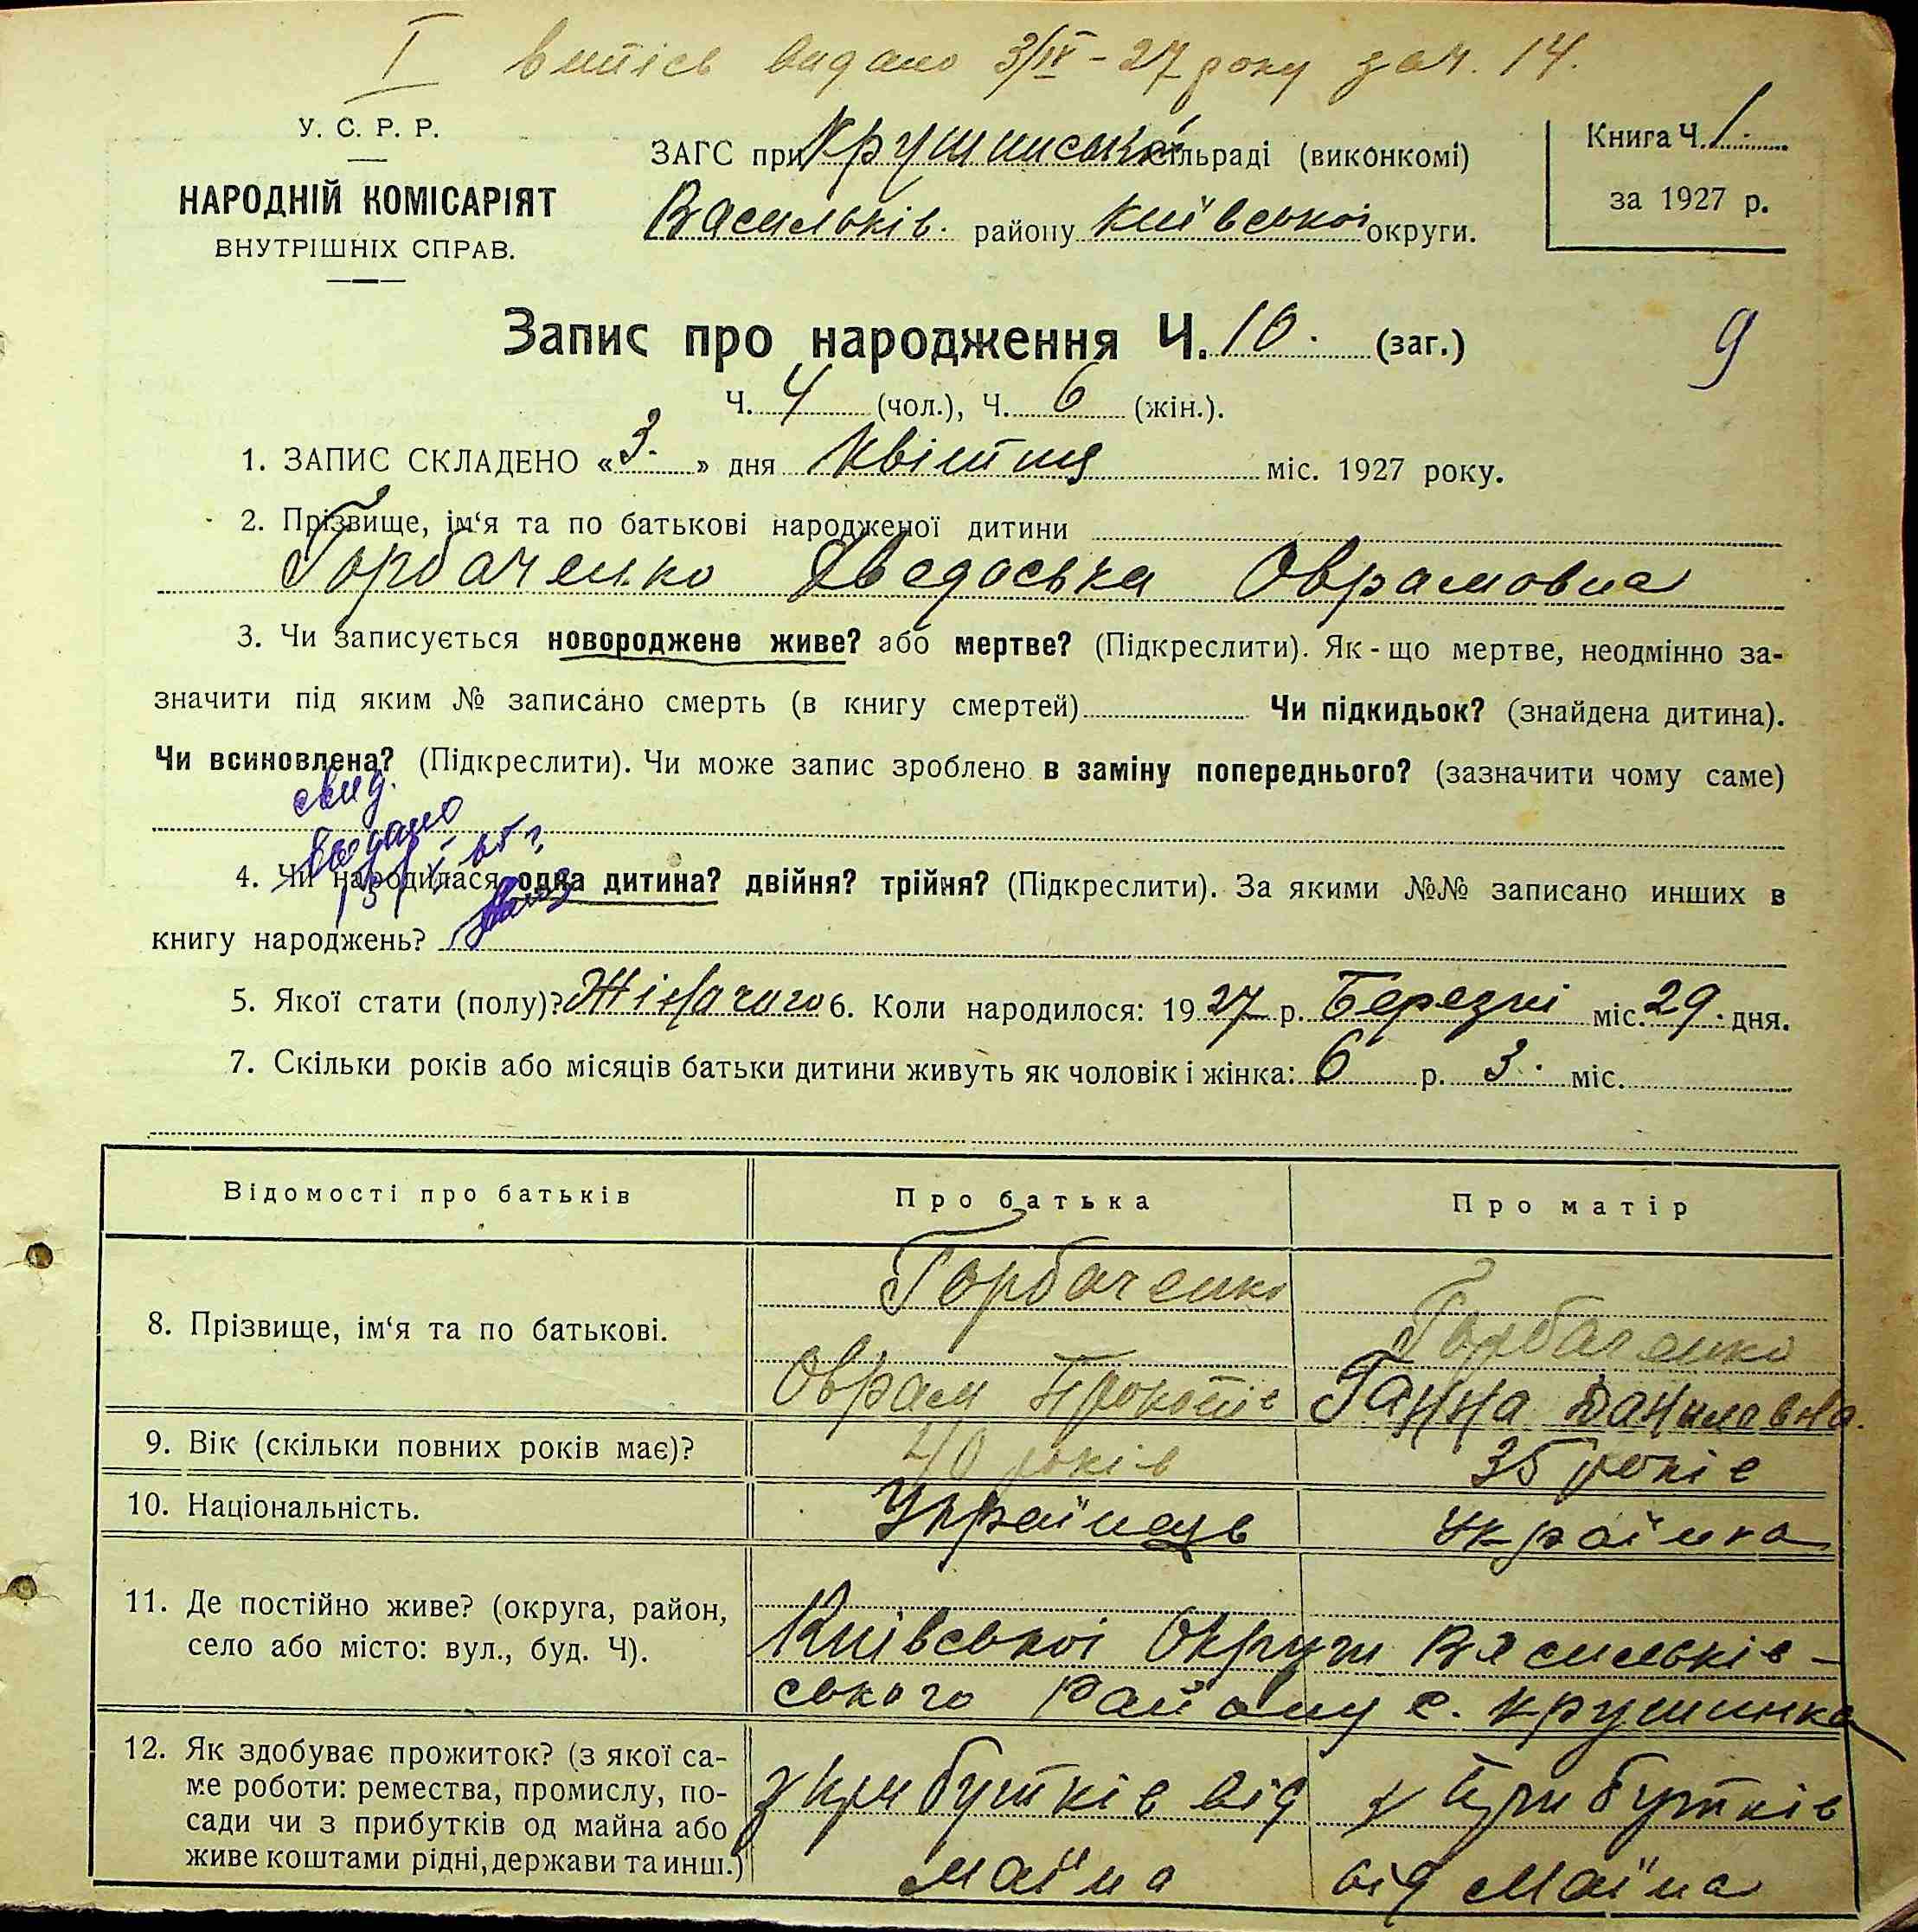 I витісь видано 3/IV - 27 року за ч. 14.
У. С. Р. Р.
НАРОДНІЙ КОМІСАРІЯТ
ВНУТРІШНІХ СПРАВ.
ЗАГС при Крушинській сільраді (виконкомі)
Васильків. району Київської округи.
Книга Ч. 1.
за 1927 р.
Запис про народження Ч. 10. (заг.)
9
Ч. 4 (чол.), Ч. 6 (жін.).
1. ЗАПИС СКЛАДЕНО «3.» дня Квітня міс. 1927 року.
2. Прізвище, ім‘я та по батькові народженої дитини
Горбаченко Хведоська Оврамовна
3. Чи записується новороджене живе? або мертве? (Підкреслити). Як-що мертве, неодмінно за-
значити під яким № записано смерть (в книгу смертей) Чи підкидьок? (знайдена дитина).
Чи всиновлена? (Підкреслити). Чи може запис зроблено в заміну попереднього? (зазначити чому саме)
свид.
видано
65 г.
4. Чи народилася одна дитина? двійня? трійня? (Підкреслити). За якими №№ записано инших в
книгу народжень?
5. Якої стати (полу)? Жіночого 6. Коли народилося: 1927 р. Березні міс. 29. дня.
7. Скільки років або місяців батьки дитини живуть як чоловік і жінка: 6 р. 3. міс.
Відомості про батьків
Про батька
Про матір
8. Прізвище, ім‘я та по батькові.
Горбаченко
Оврам Прокопів
Горбаченко
Ганна Данилавна.
9. Вік (скільки повних років має)?
40 років
35 років
10. Національність.
Українець
Українка
11. Де постійно живе? (округа, район,
село або місто: вул., буд. Ч).
Київської Округи Васильків-
ського Району с. Крушинка
12. Як здобуває прожиток? (з якої са-
ме роботи: ремества, промислу, по-
сади чи з прибутків од майна або
живе коштами рідні, держави та инш.)
з прибутків від
маїна
з прибутків
від Маїна